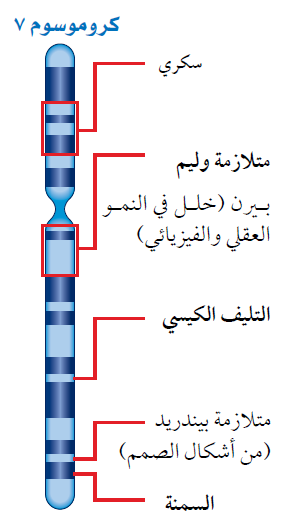 كروموسوم ٧
سكري
متلازمة وليم
بيرن (خلل في النمو
العقلي والفيزيائي)
التليف الكيسي
متلازمة بيندريد
(من أشكال الصمم)
السمنة